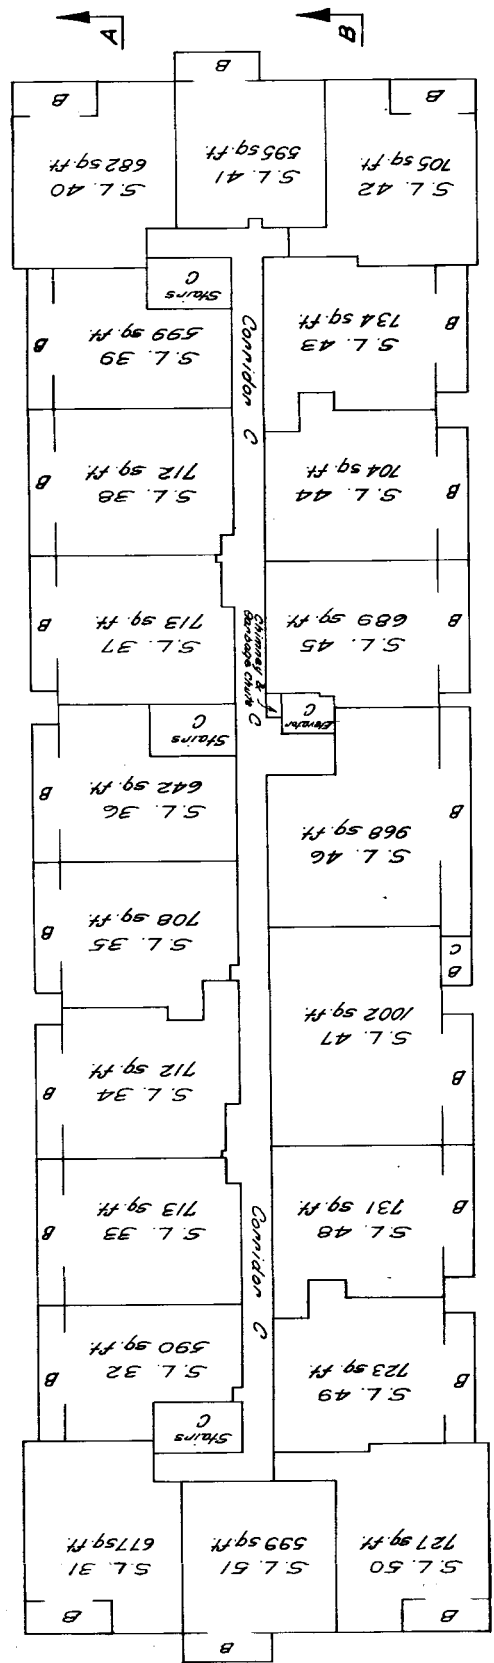 B
B
B
S.L. 50
727 sq. ft.
S.L. 51
599 sq. ft.
S.L. 31
677 sq. ft.
Stairs
C
B
S.L. 49
723 sq. ft.
S.L. 32
590 sq. ft.
B
Corridor C
B
S.L. 48
731 sq. ft.
S.L. 33
713 sq. ft.
B
B
S.L. 47
1002 sq. ft.
S.L. 34
712 sq. ft.
B
B
C
S.L. 35
708 sq. ft.
B
B
S.L. 46
968 sq. ft.
S.L. 36
642 sq. ft.
B
Elevator
C
Stairs
C
Chimney &
Garbage Chute C
B
S.L. 45
689 sq. ft.
S.L. 37
713 sq. ft.
B
B
S.L. 44
704 sq. ft.
S.L. 38
712 sq. ft.
B
Corridor C
B
S.L. 43
734 sq. ft.
S.L. 39
599 sq. ft.
B
Stairs
C
S.L. 42
705 sq. ft.
S.L. 41
595 sq. ft.
S.L. 40
682 sq. ft.
B
B
B
B
A